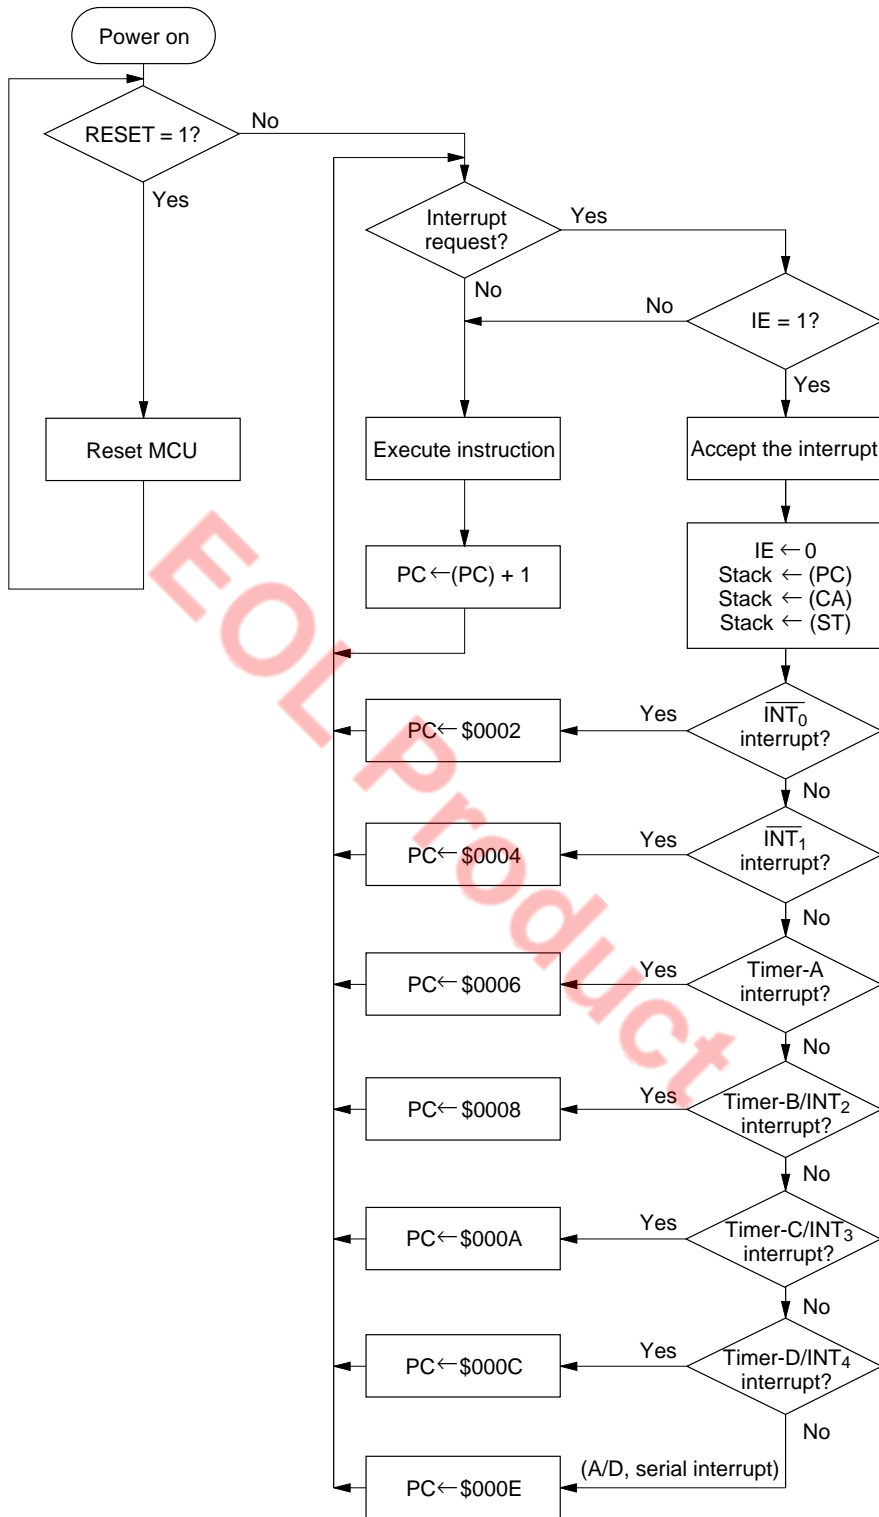 Power on
RESET = 1?
No
Yes
Interrupt
request?
Yes
No
No
IE = 1?
Yes
Reset MCU
Execute instruction
Accept the interrupt
PC ← (PC) + 1
IE ← 0
Stack ← (PC)
Stack ← (CA)
Stack ← (ST)
PC ← $0002
Yes
INT₀
interrupt?
No
PC ← $0004
Yes
INT₁
interrupt?
No
PC ← $0006
Yes
Timer-A
interrupt?
No
PC ← $0008
Yes
Timer-B/INT₂
interrupt?
No
PC ← $000A
Yes
Timer-C/INT₃
interrupt?
No
PC ← $000C
Yes
Timer-D/INT₄
interrupt?
No
PC ← $000E
(A/D, serial interrupt)
EOL Product